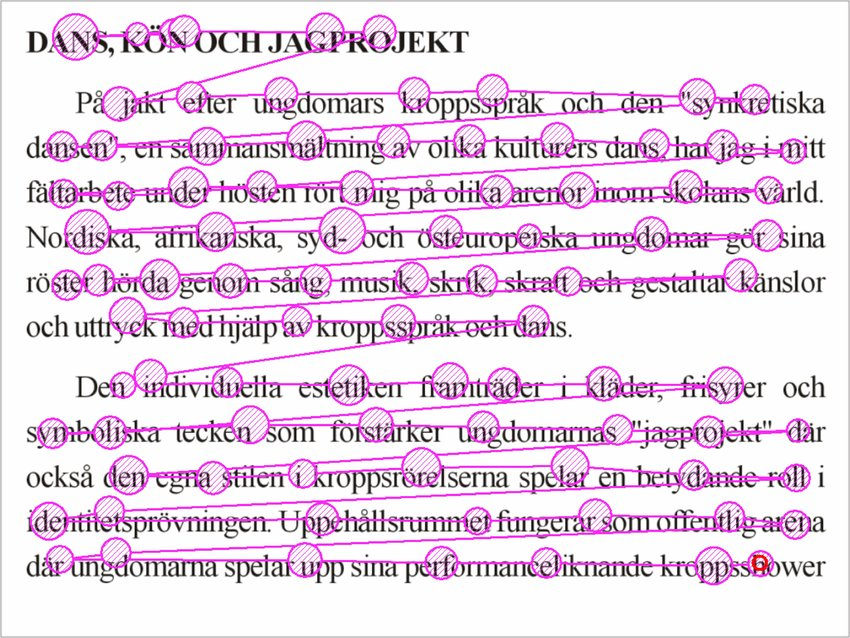 DANS, KÖN OCH JAGPROJEKT
På jakt efter ungdomars kroppsspråk och den "synkretiska
dansen", en sammansmältning av olika kulturers dans, har jag i mitt
fältarbete under hösten rört mig på olika arenor inom skolans värld.
Nordiska, afrikanska, syd- och östeuropeiska ungdomar gör sina
röster hörda genom sång, musik, skrik, skratt och gestaltar känslor
och uttryck med hjälp av kroppsspråk och dans.
Den individuella estetiken framträder i kläder, frisyrer och
symboliska tecken som förstärker ungdomarnas "jagprojekt" där
också den egna stilen i kroppsrörelserna spelar en betydande roll i
identitetsprövningen. Uppehållsrummet fungerar som offentlig arena
där ungdomarna spelar upp sina performanceliknande kroppsshower